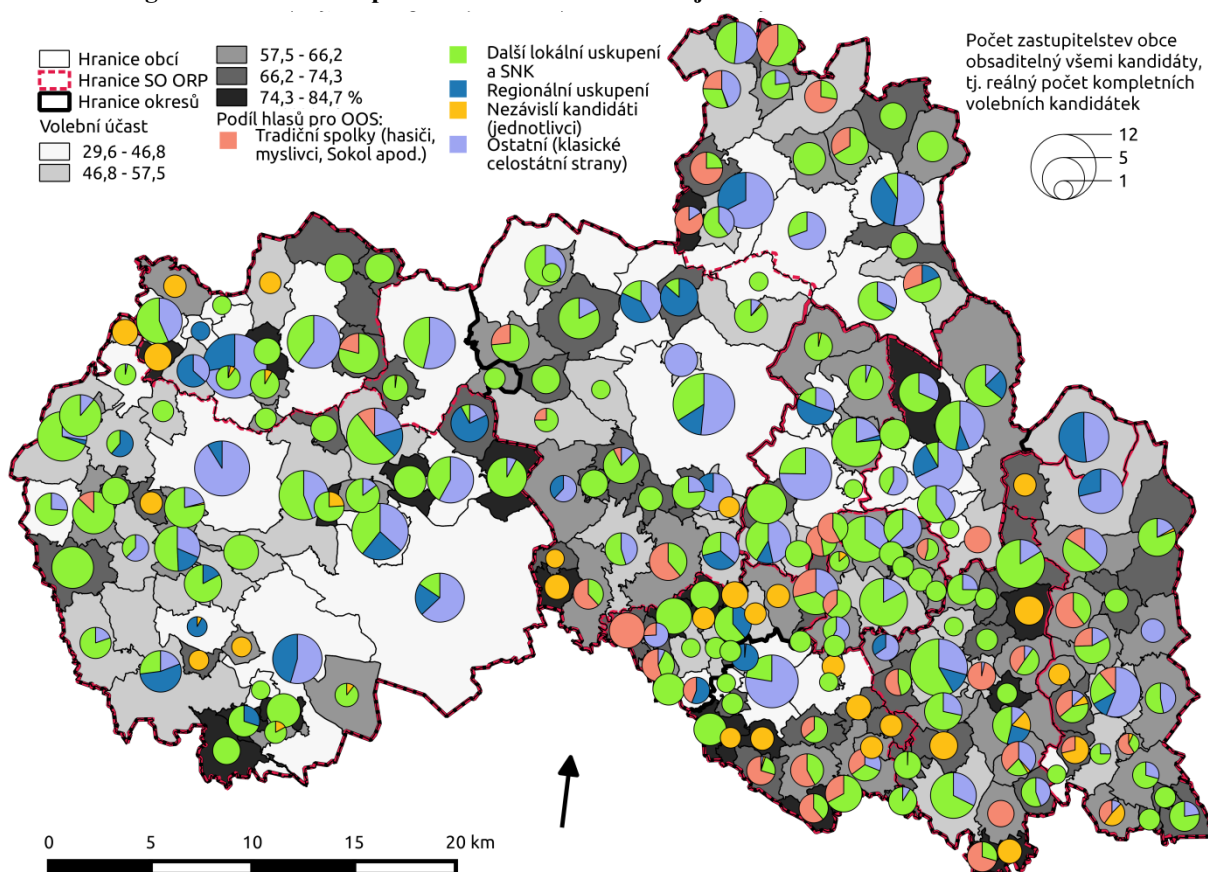 Hranice obcí
Hranice SO ORP
Hranice okresů
Volební účast
29,6 - 46,8
46,8 - 57,5
57,5 - 66,2
66,2 - 74,3
74,3 - 84,7 %
Podíl hlasů pro OOS:
Tradiční spolky (hasiči,
myslivci, Sokol apod.)
Další lokální uskupení
a SNK
Regionální uskupení
Nezávislí kandidáti
(jednotlivci)
Ostatní (klasické
celostátní strany)
Počet zastupitelstev obce
obsaditelný všemi kandidáty,
tj. reálný počet kompletních
volebních kandidátek
12
5
1
0 5 10 15 20 km